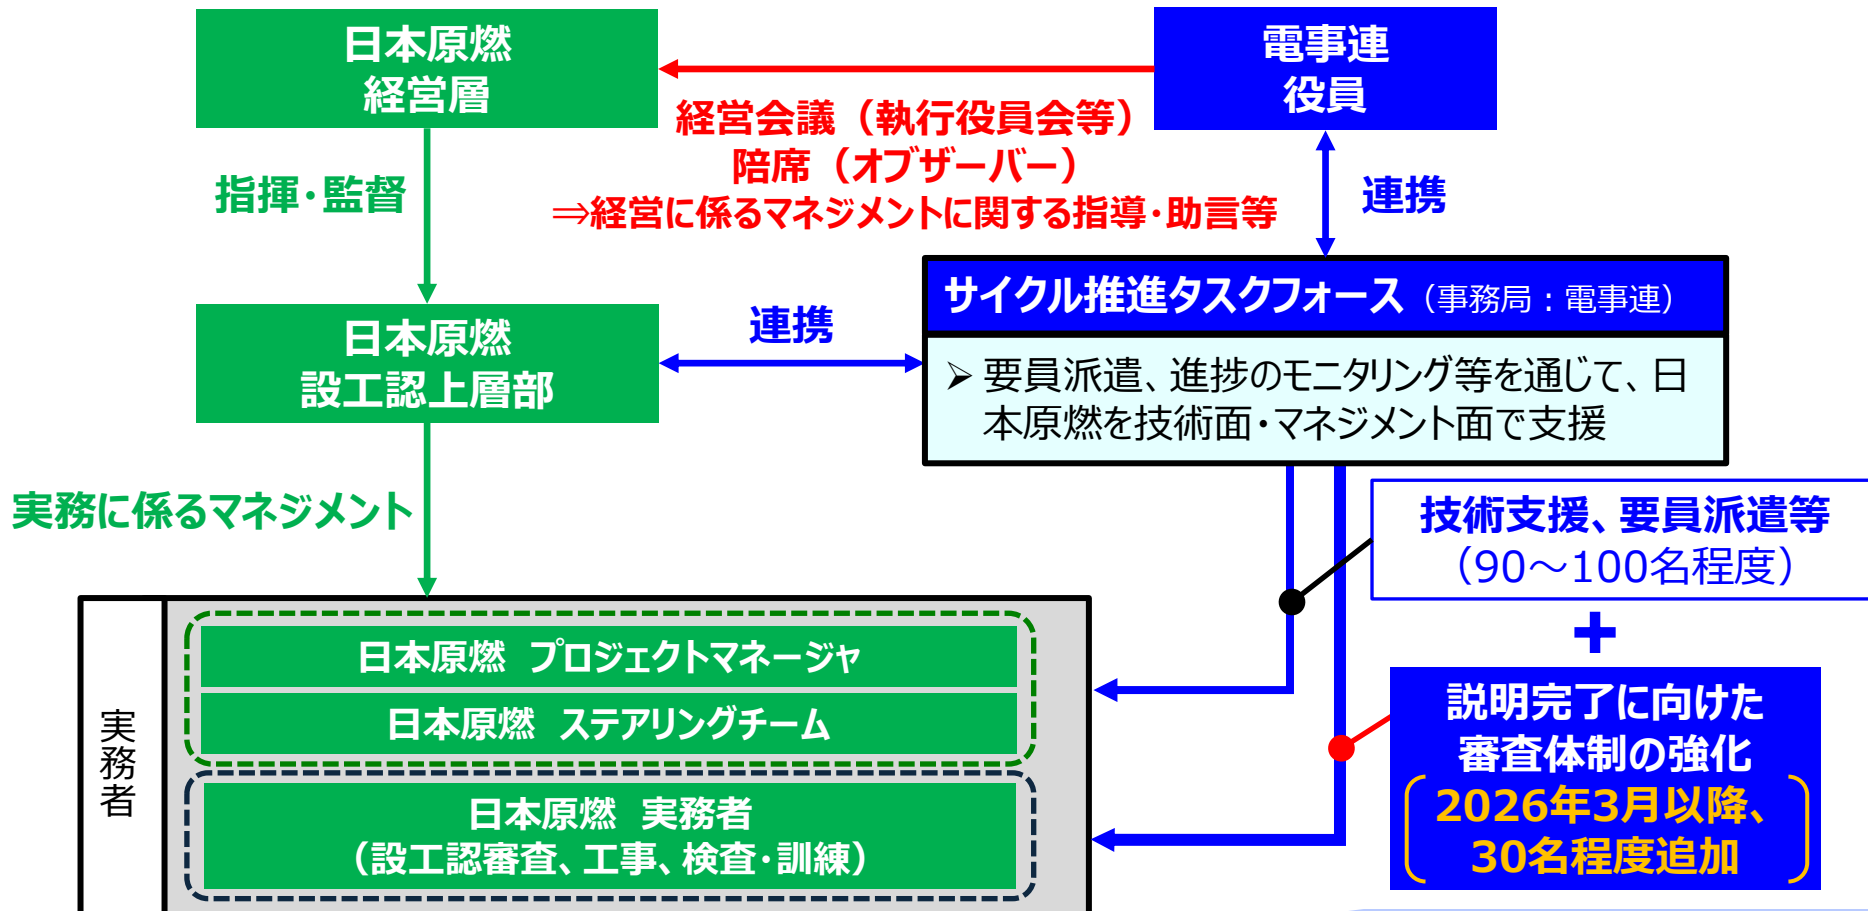 日本原燃
経営層
電事連
役員
経営会議（執行役員会等）
陪席（オブザーバー）
⇒経営に係るマネジメントに関する指導・助言等
指揮・監督
連携
サイクル推進タスクフォース（事務局：電事連）
➢ 要員派遣、進捗のモニタリング等を通じて、日
本原燃を技術面・マネジメント面で支援
連携
日本原燃
設工認上層部
実務に係るマネジメント
技術支援、要員派遣等
（90～100名程度）
+
説明完了に向けた
審査体制の強化
2026年3月以降、
30名程度追加
実務者
日本原燃 プロジェクトマネージャ
日本原燃 ステアリングチーム
日本原燃 実務者
（設工認審査、工事、検査・訓練）